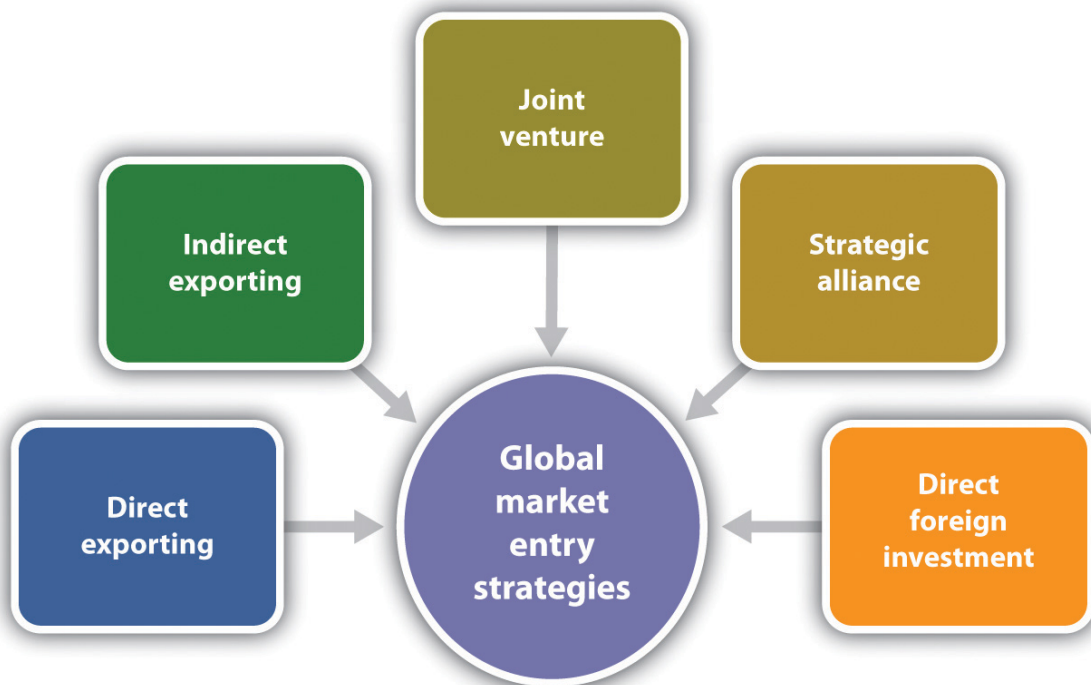 Joint
venture
Indirect
exporting
Strategic
alliance
Direct
exporting
Global
market
entry
strategies
Direct
foreign
investment